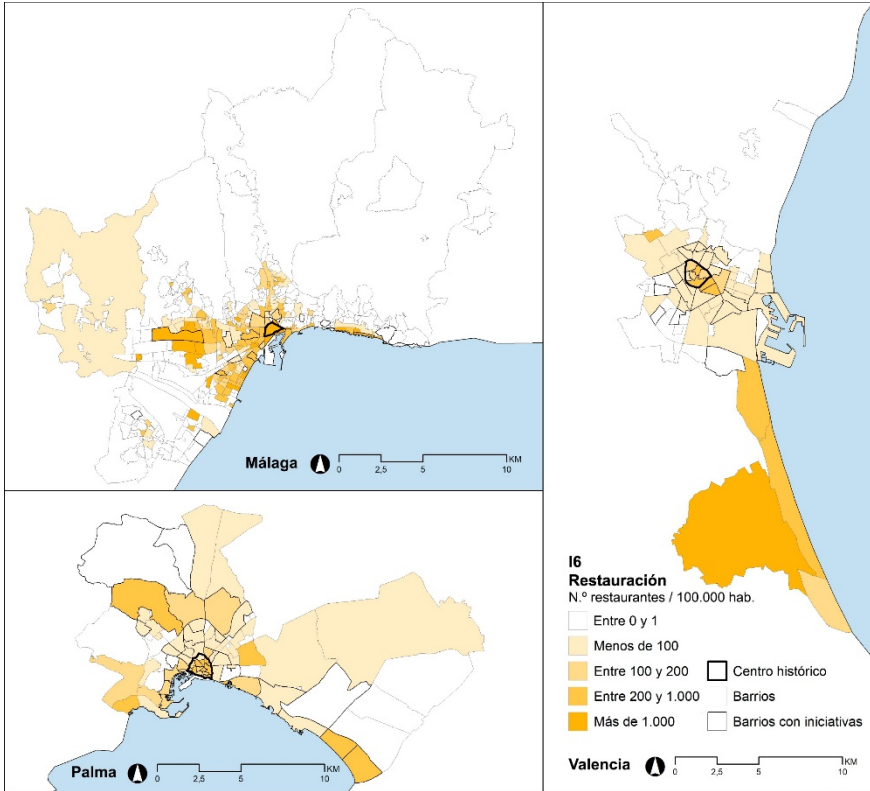 Málaga
0 2,5 5 10
KM
Palma
0 2,5 5 10
KM
I6
Restauración
N.º restaurantes / 100.000 hab.
Entre 0 y 1
Menos de 100
Entre 100 y 200
Entre 200 y 1.000
Más de 1.000
Centro histórico
Barrios
Barrios con iniciativas
Valencia
0 2,5 5 10
KM